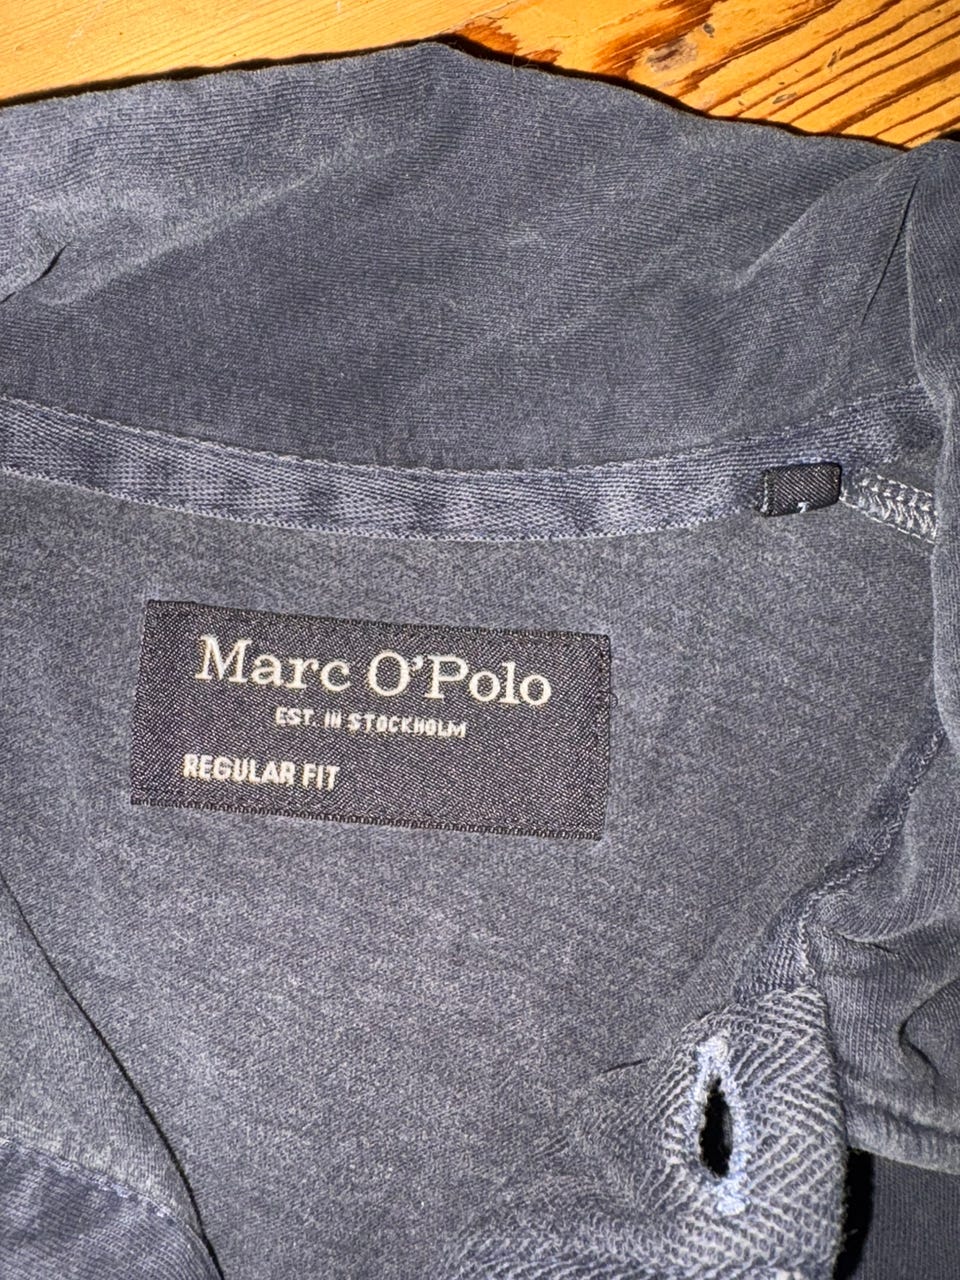 Marc O'Polo
EST. IN STOCKHOLM
REGULAR FIT